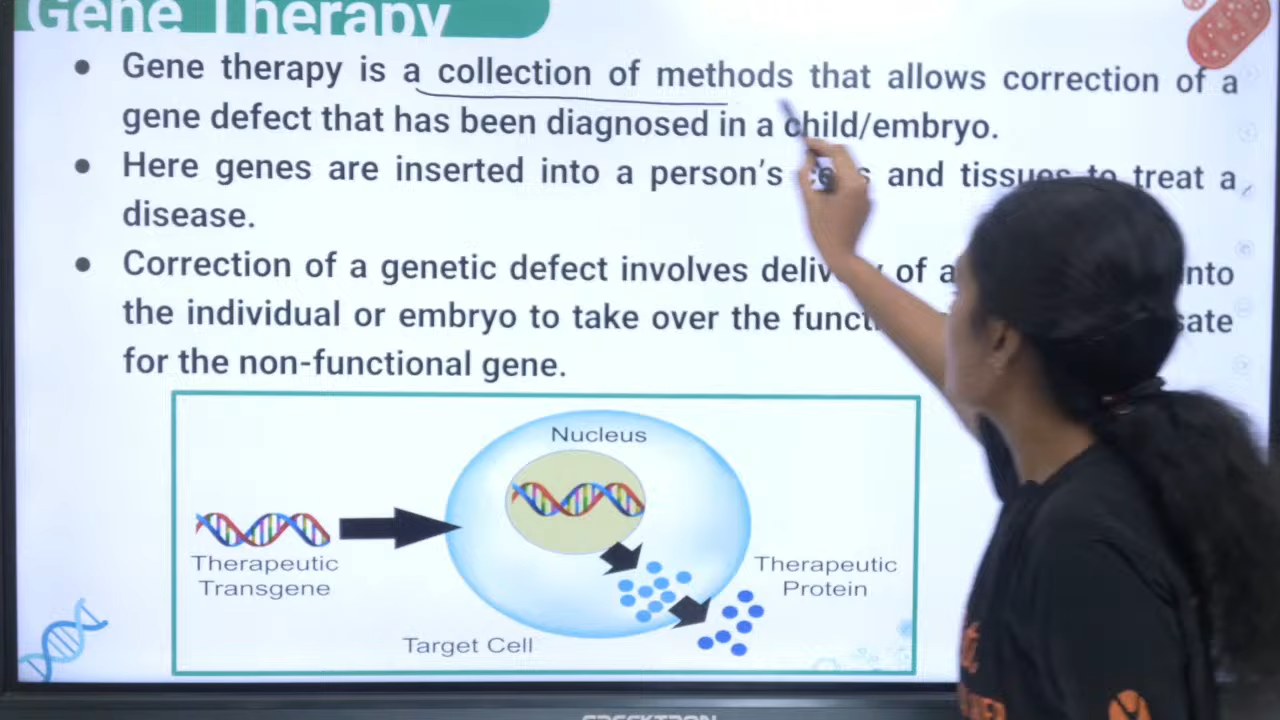 Gene Therapy
Gene therapy is a collection of methods that allows correction of a
gene defect that has been diagnosed in a child/embryo.
Here genes are inserted into a person's and tissues to treat a
disease.
Correction of a genetic defect involves of a
the individual or embryo to take over the
for the non-functional gene.
Nucleus
Therapeutic
Transgene
Therapeutic
Protein
Target Cell